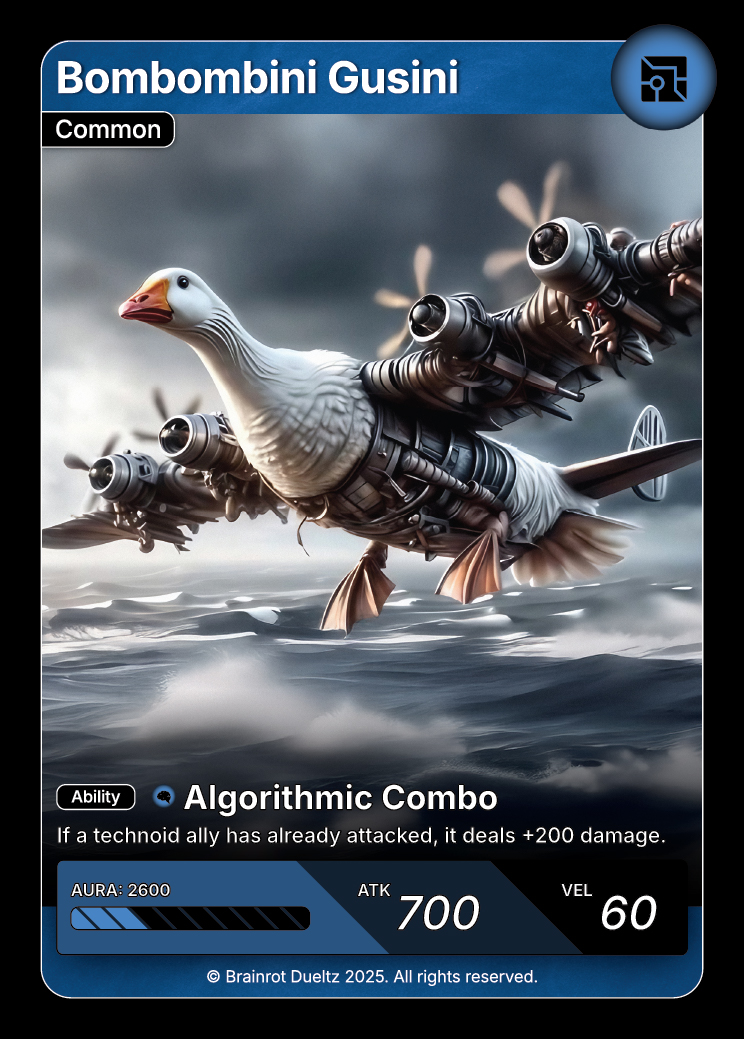 Bombombini Gusini
Common
Ability Algorithmic Combo
If a technoid ally has already attacked, it deals +200 damage.
AURA: 2600 ATK 700 VEL 60
© Brainrot Dueltz 2025. All rights reserved.